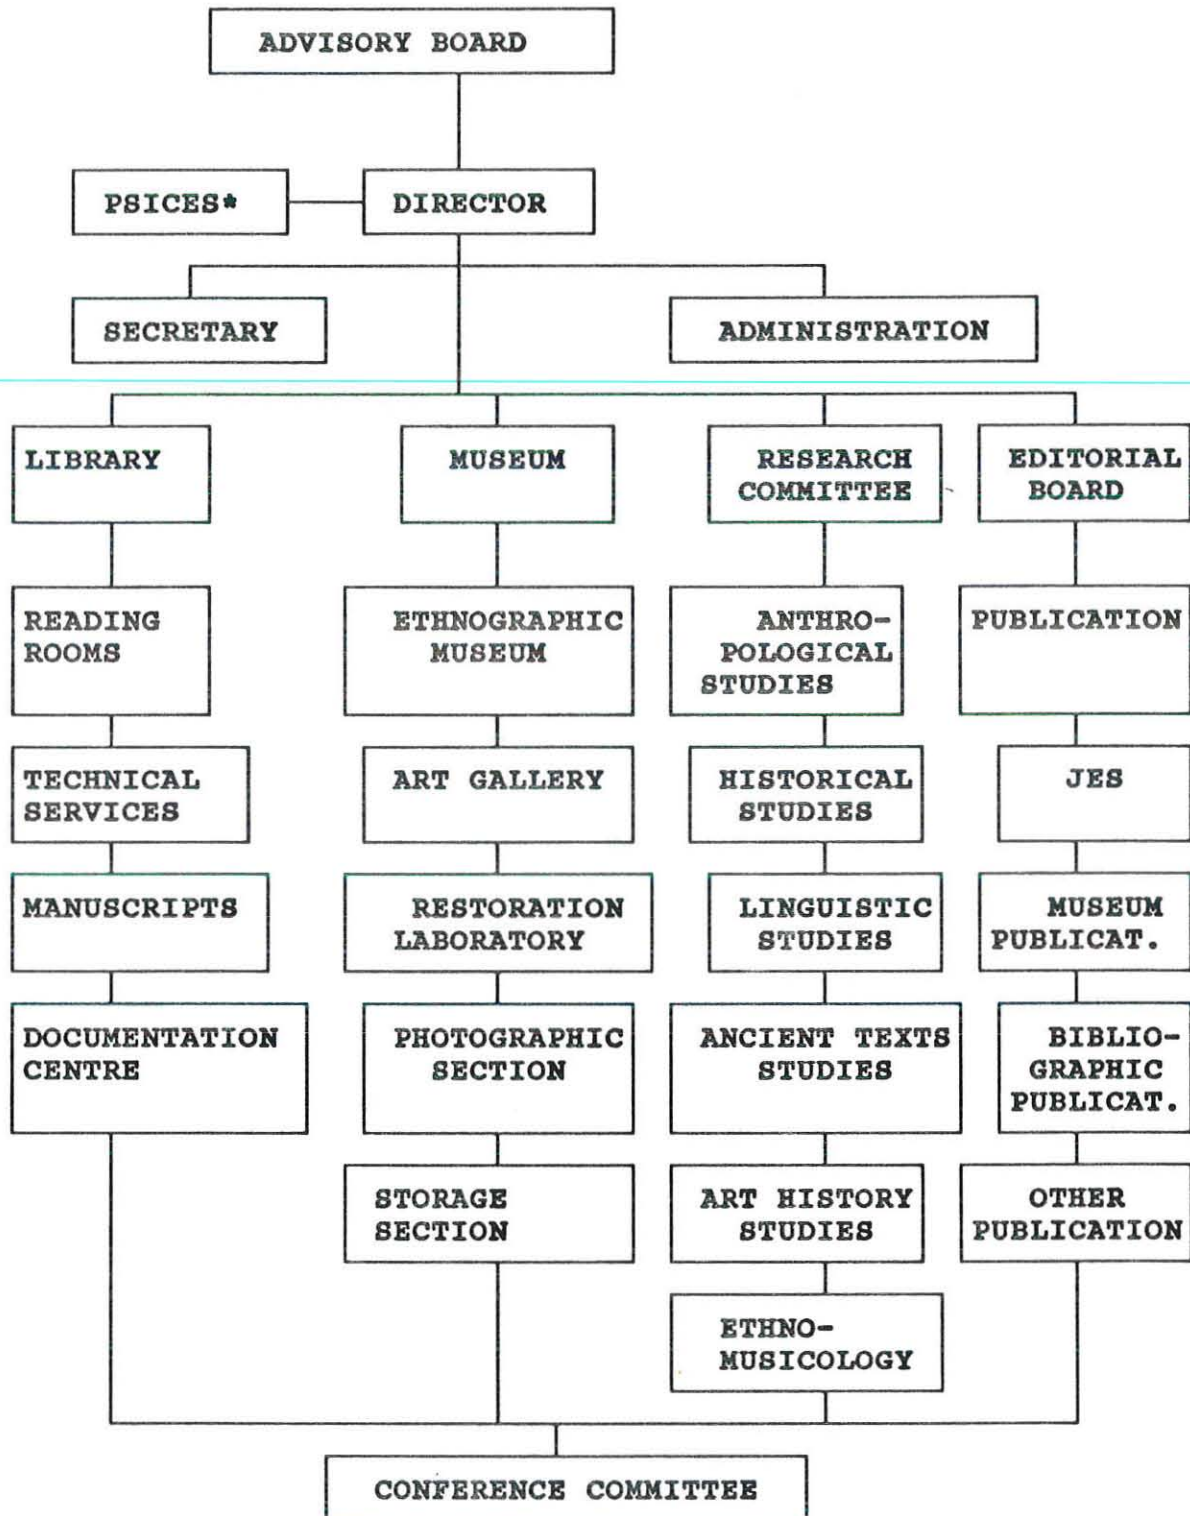 ADVISORY BOARD
PSICES*
DIRECTOR
SECRETARY
ADMINISTRATION
LIBRARY
MUSEUM
RESEARCH
COMMITTEE
EDITORIAL
BOARD
READING
ROOMS
ETHNOGRAPHIC
MUSEUM
ANTHRO-
POLOGICAL
STUDIES
PUBLICATION
TECHNICAL
SERVICES
ART GALLERY
HISTORICAL
STUDIES
JES
MANUSCRIPTS
RESTORATION
LABORATORY
LINGUISTIC
STUDIES
MUSEUM
PUBLICAT.
DOCUMENTATION
CENTRE
PHOTOGRAPHIC
SECTION
ANCIENT TEXTS
STUDIES
BIBLIO-
GRAPHIC
PUBLICAT.
STORAGE
SECTION
ART HISTORY
STUDIES
OTHER
PUBLICATION
ETHNO-
MUSICOLOGY
CONFERENCE COMMITTEE